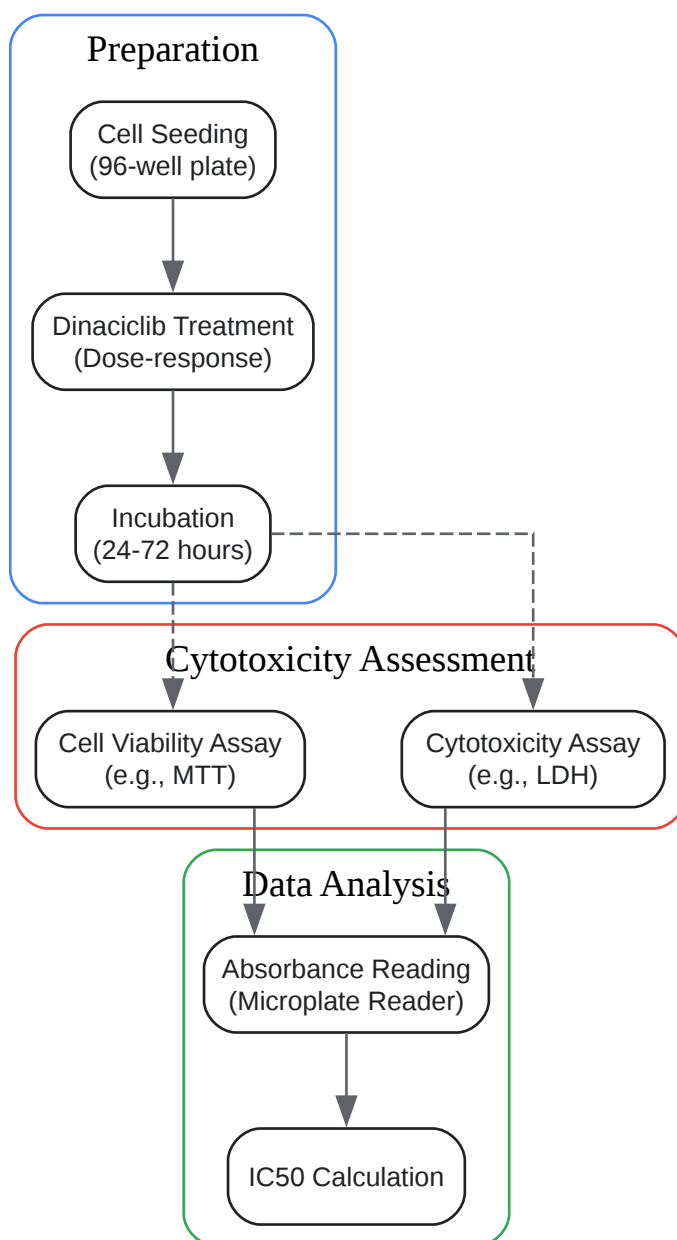 Preparation
Cell Seeding
(96-well plate)
Dinaciclib Treatment
(Dose-response)
Incubation
(24-72 hours)
Cytotoxicity Assessment
Cell Viability Assay
(e.g., MTT)
Cytotoxicity Assay
(e.g., LDH)
Data Analysis
Absorbance Reading
(Microplate Reader)
IC50 Calculation